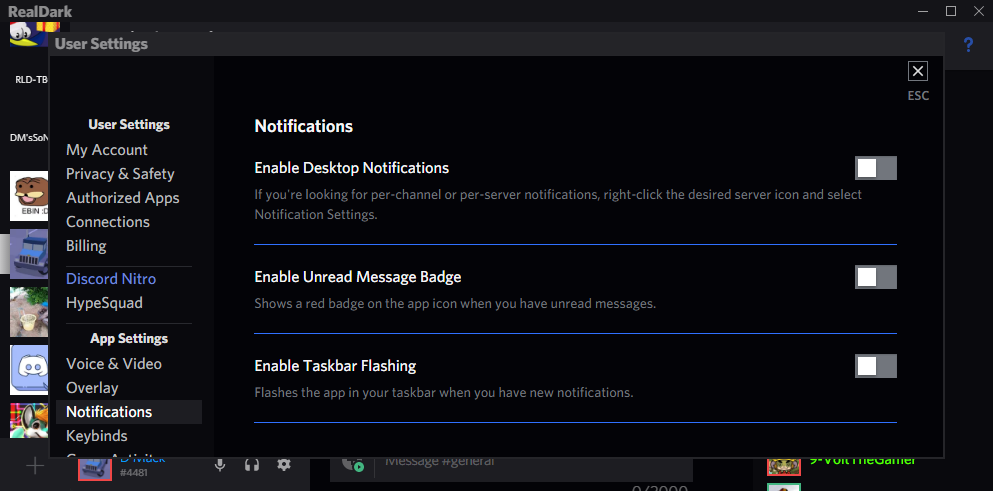 RealDark
User Settings
?
RLD-TB
DM'sSoN
EBIN :D
ESC
User Settings
My Account
Privacy & Safety
Authorized Apps
Connections
Billing
Discord Nitro
HypeSquad
App Settings
Voice & Video
Overlay
Notifications
Keybinds
Notifications
Enable Desktop Notifications
If you're looking for per-channel or per-server notifications, right-click the desired server icon and select
Notification Settings.
Enable Unread Message Badge
Shows a red badge on the app icon when you have unread messages.
Enable Taskbar Flashing
Flashes the app in your taskbar when you have new notifications.
#4481
Message #general
9-VoltTheGamer
0/2000